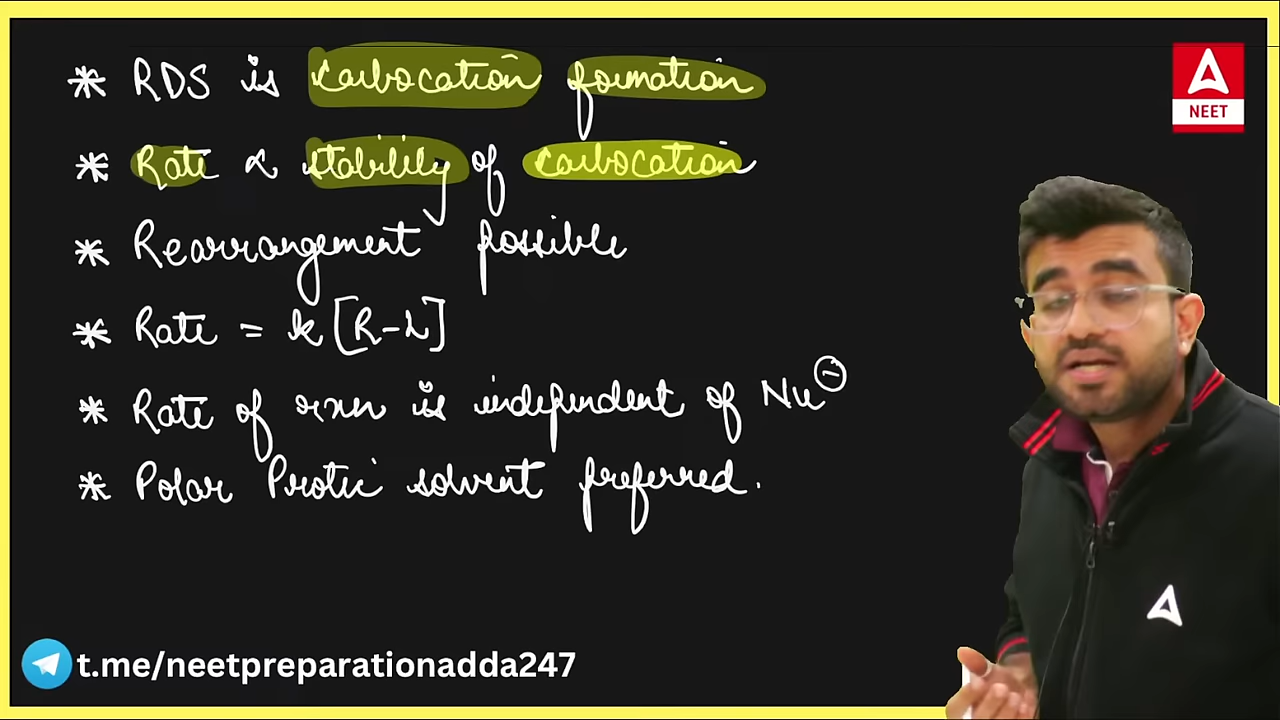 * RDS is carbocation formation
* Rate ∝ stability of carbocation
* Rearrangement possible
* Rate = k[R-L]
* Rate of rxn is independent of Nu⊖
* Polar Protic solvent preferred.
A
NEET
t.me/neetpreparationadda247